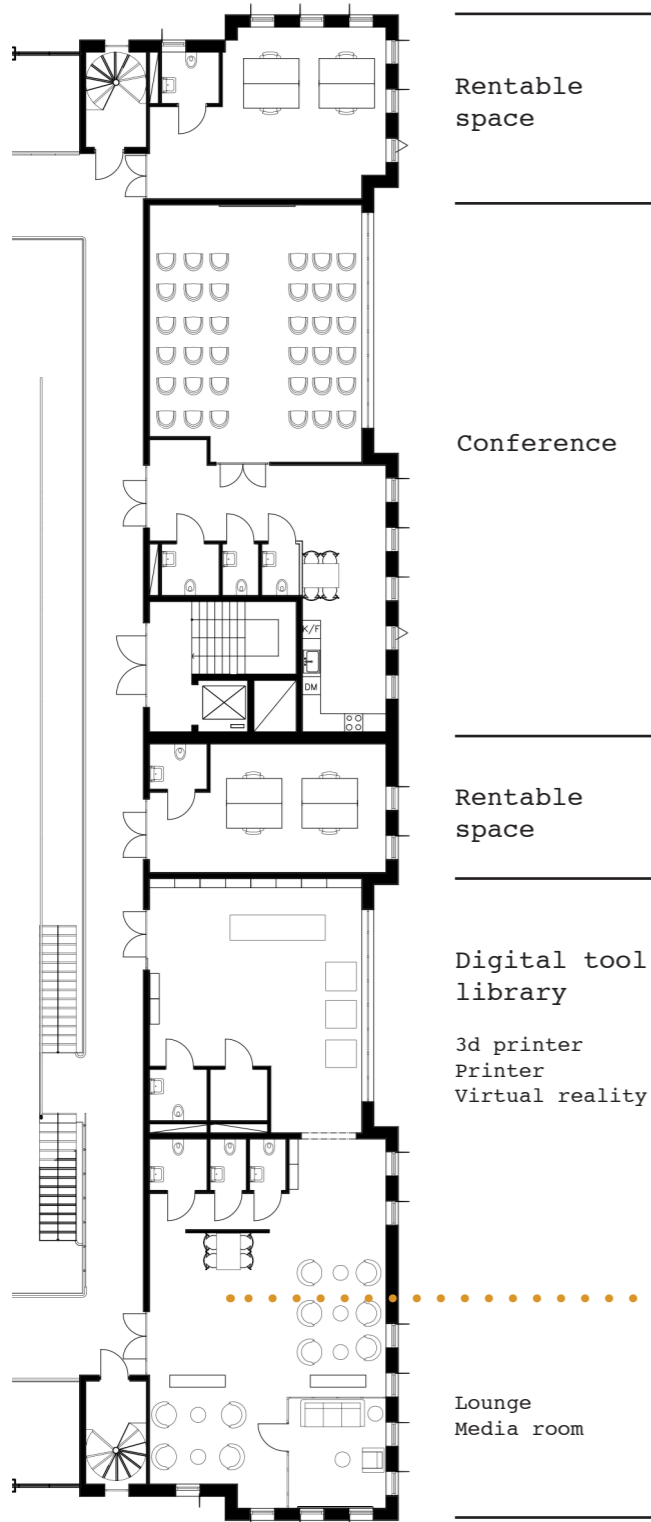 Rentable
space
Conference
K/F
DM
Rentable
space
Digital tool
library
3d printer
Printer
Virtual reality
Lounge
Media room